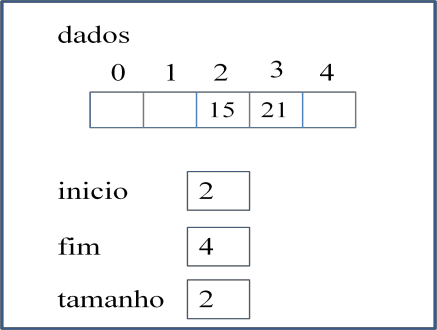 dados
0 1 2 3 4
15 21
inicio 2
fim 4
tamanho 2